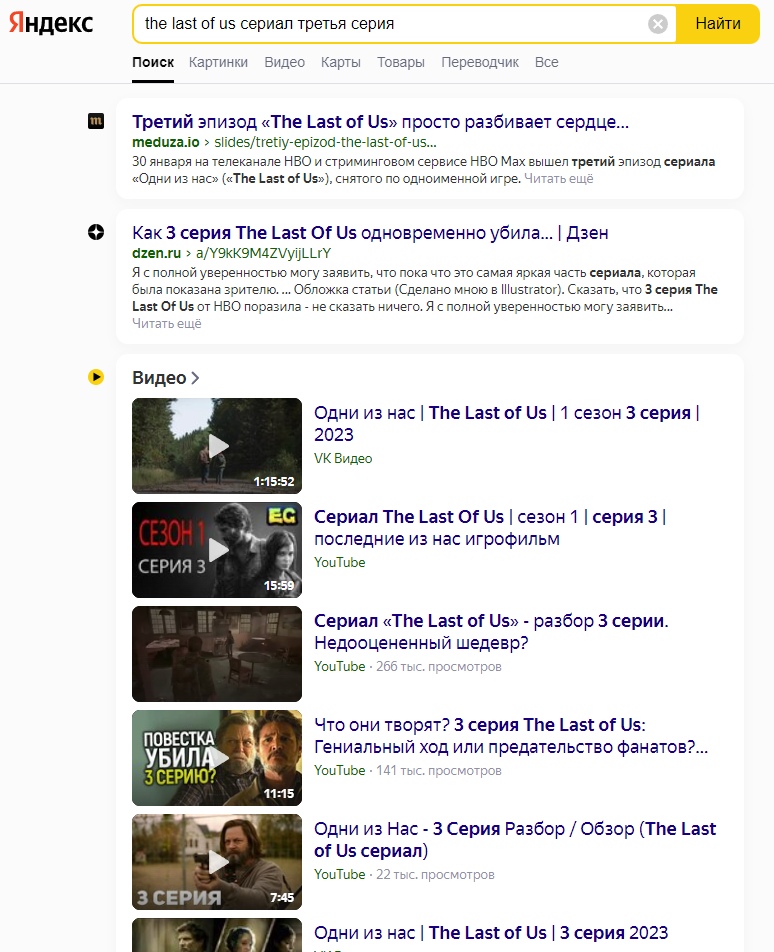 Яндекс
the last of us сериал третья серия
Найти
Поиск Картинки Видео Карты Товары Переводчик Все
m
Третий эпизод «The Last of Us» просто разбивает сердце...
meduza.io › slides/tretiy-epizod-the-last-of-us...
30 января на телеканале HBO и стриминговом сервисе HBO Max вышел третий эпизод сериала
«Одни из нас» («The Last of Us»), снятого по одноименной игре. Читать ещё
Как 3 серия The Last Of Us одновременно убила... | Дзен
dzen.ru › a/Y9kK9M4ZVyijLLrY
Я с полной уверенностью могу заявить, что пока что это самая яркая часть сериала, которая
была показана зрителю. ... Обложка статьи (Сделано мною в Illustrator). Сказать, что 3 серия The
Last Of Us от HBO поразила - не сказать ничего. Я с полной уверенностью могу заявить...
Читать ещё
Видео
1:15:52
Одни из нас | The Last of Us | 1 сезон 3 серия |
2023
VK Видео
СЕЗОН 1
EG
СЕРИЯ 3
15:59
Сериал The Last Of Us | сезон 1 | серия 3 |
последние из нас игрофильм
YouTube
Сериал «The Last of Us» - разбор 3 серии.
Недооцененный шедевр?
YouTube · 266 тыс. просмотров
ПОВЕСТКА
УБИЛА
3 СЕРИЮ?
11:15
Что они творят? 3 серия The Last of Us:
Гениальный ход или предательство фанатов?...
YouTube · 141 тыс. просмотров
3 СЕРИЯ
7:45
Одни из Нас - 3 Серия Разбор / Обзор (The Last
of Us сериал)
YouTube · 22 тыс. просмотров
Одни из нас | The Last of Us | 3 серия 2023